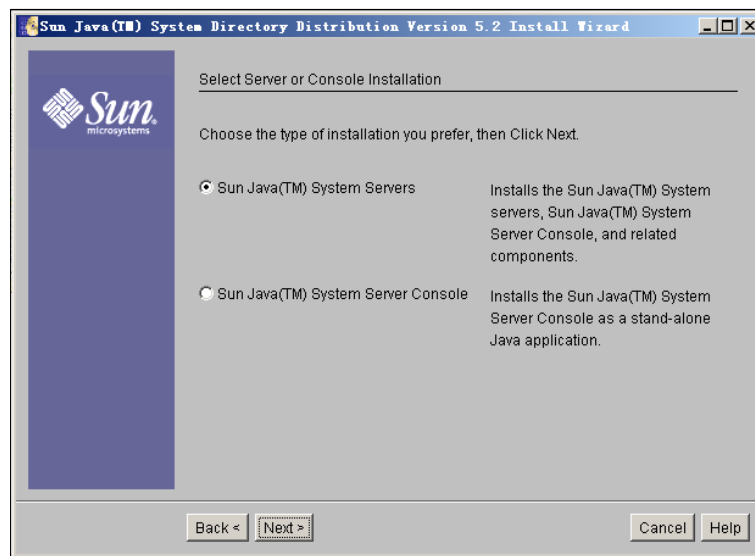 Sun Java(TM) System Directory Distribution Version 5.2 Install Wizard
Sun
microsystems
Select Server or Console Installation
Choose the type of installation you prefer, then Click Next.
Sun Java(TM) System Servers
Installs the Sun Java(TM) System
servers, Sun Java(TM) System
Server Console, and related
components.
Sun Java(TM) System Server Console
Installs the Sun Java(TM) System
Server Console as a stand-alone
Java application.
Back <
Next >
Cancel
Help